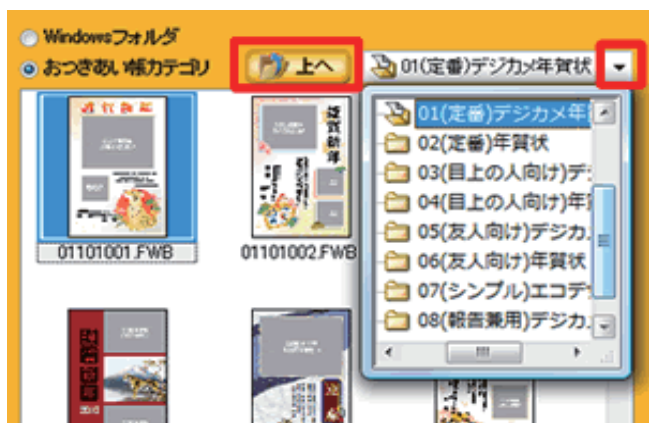 Windowsフォルダ
おつきあい帳カテゴリ
上へ
01(定番)デジカメ年賀状
01(定番)デジカメ年
02(定番)年賀状
03(目上の人向け)デ
04(目上の人向け)年
05(友人向け)デジカ
06(友人向け)年賀状
07(シンプル)エコデ
08(報告兼用)デジカ
謹賀新年
01101001.FWB
01101002.FWB